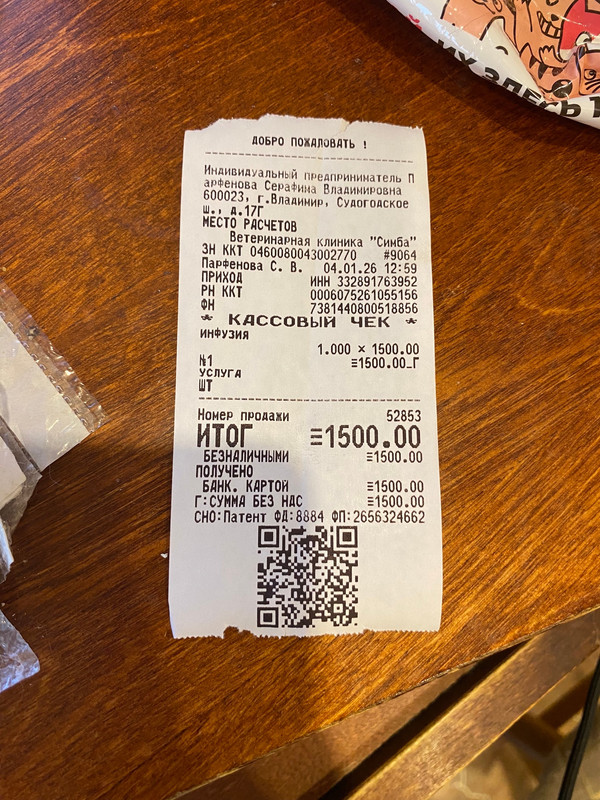 ИХ ЗДЕСЬ
ДОБРО ПОЖАЛОВАТЬ !
Индивидуальный предприниматель П
арфенова Серафина Владимировна
600023, г.Владимир, Судогодское
ш., д.17Г
МЕСТО РАСЧЕТОВ
Ветеринарная клиника "Симба"
ЗН ККТ 0460080043002770 #9064
Парфенова С. В. 04.01.26 12:59
ПРИХОД ИНН 332891763952
РН ККТ 0006075261055156
ФН 7381440800518856
* КАССОВЫЙ ЧЕК *
ИНФУЗИЯ
1.000 × 1500.00
№1 ≡1500.00_Г
УСЛУГА
ШТ
Номер продажи 52853
ИТОГ ≡1500.00
БЕЗНАЛИЧНЫМИ ≡1500.00
ПОЛУЧЕНО
БАНК. КАРТОЙ ≡1500.00
Г:СУММА БЕЗ НДС ≡1500.00
СНО:Патент ФД:8884 ФП:2656324662